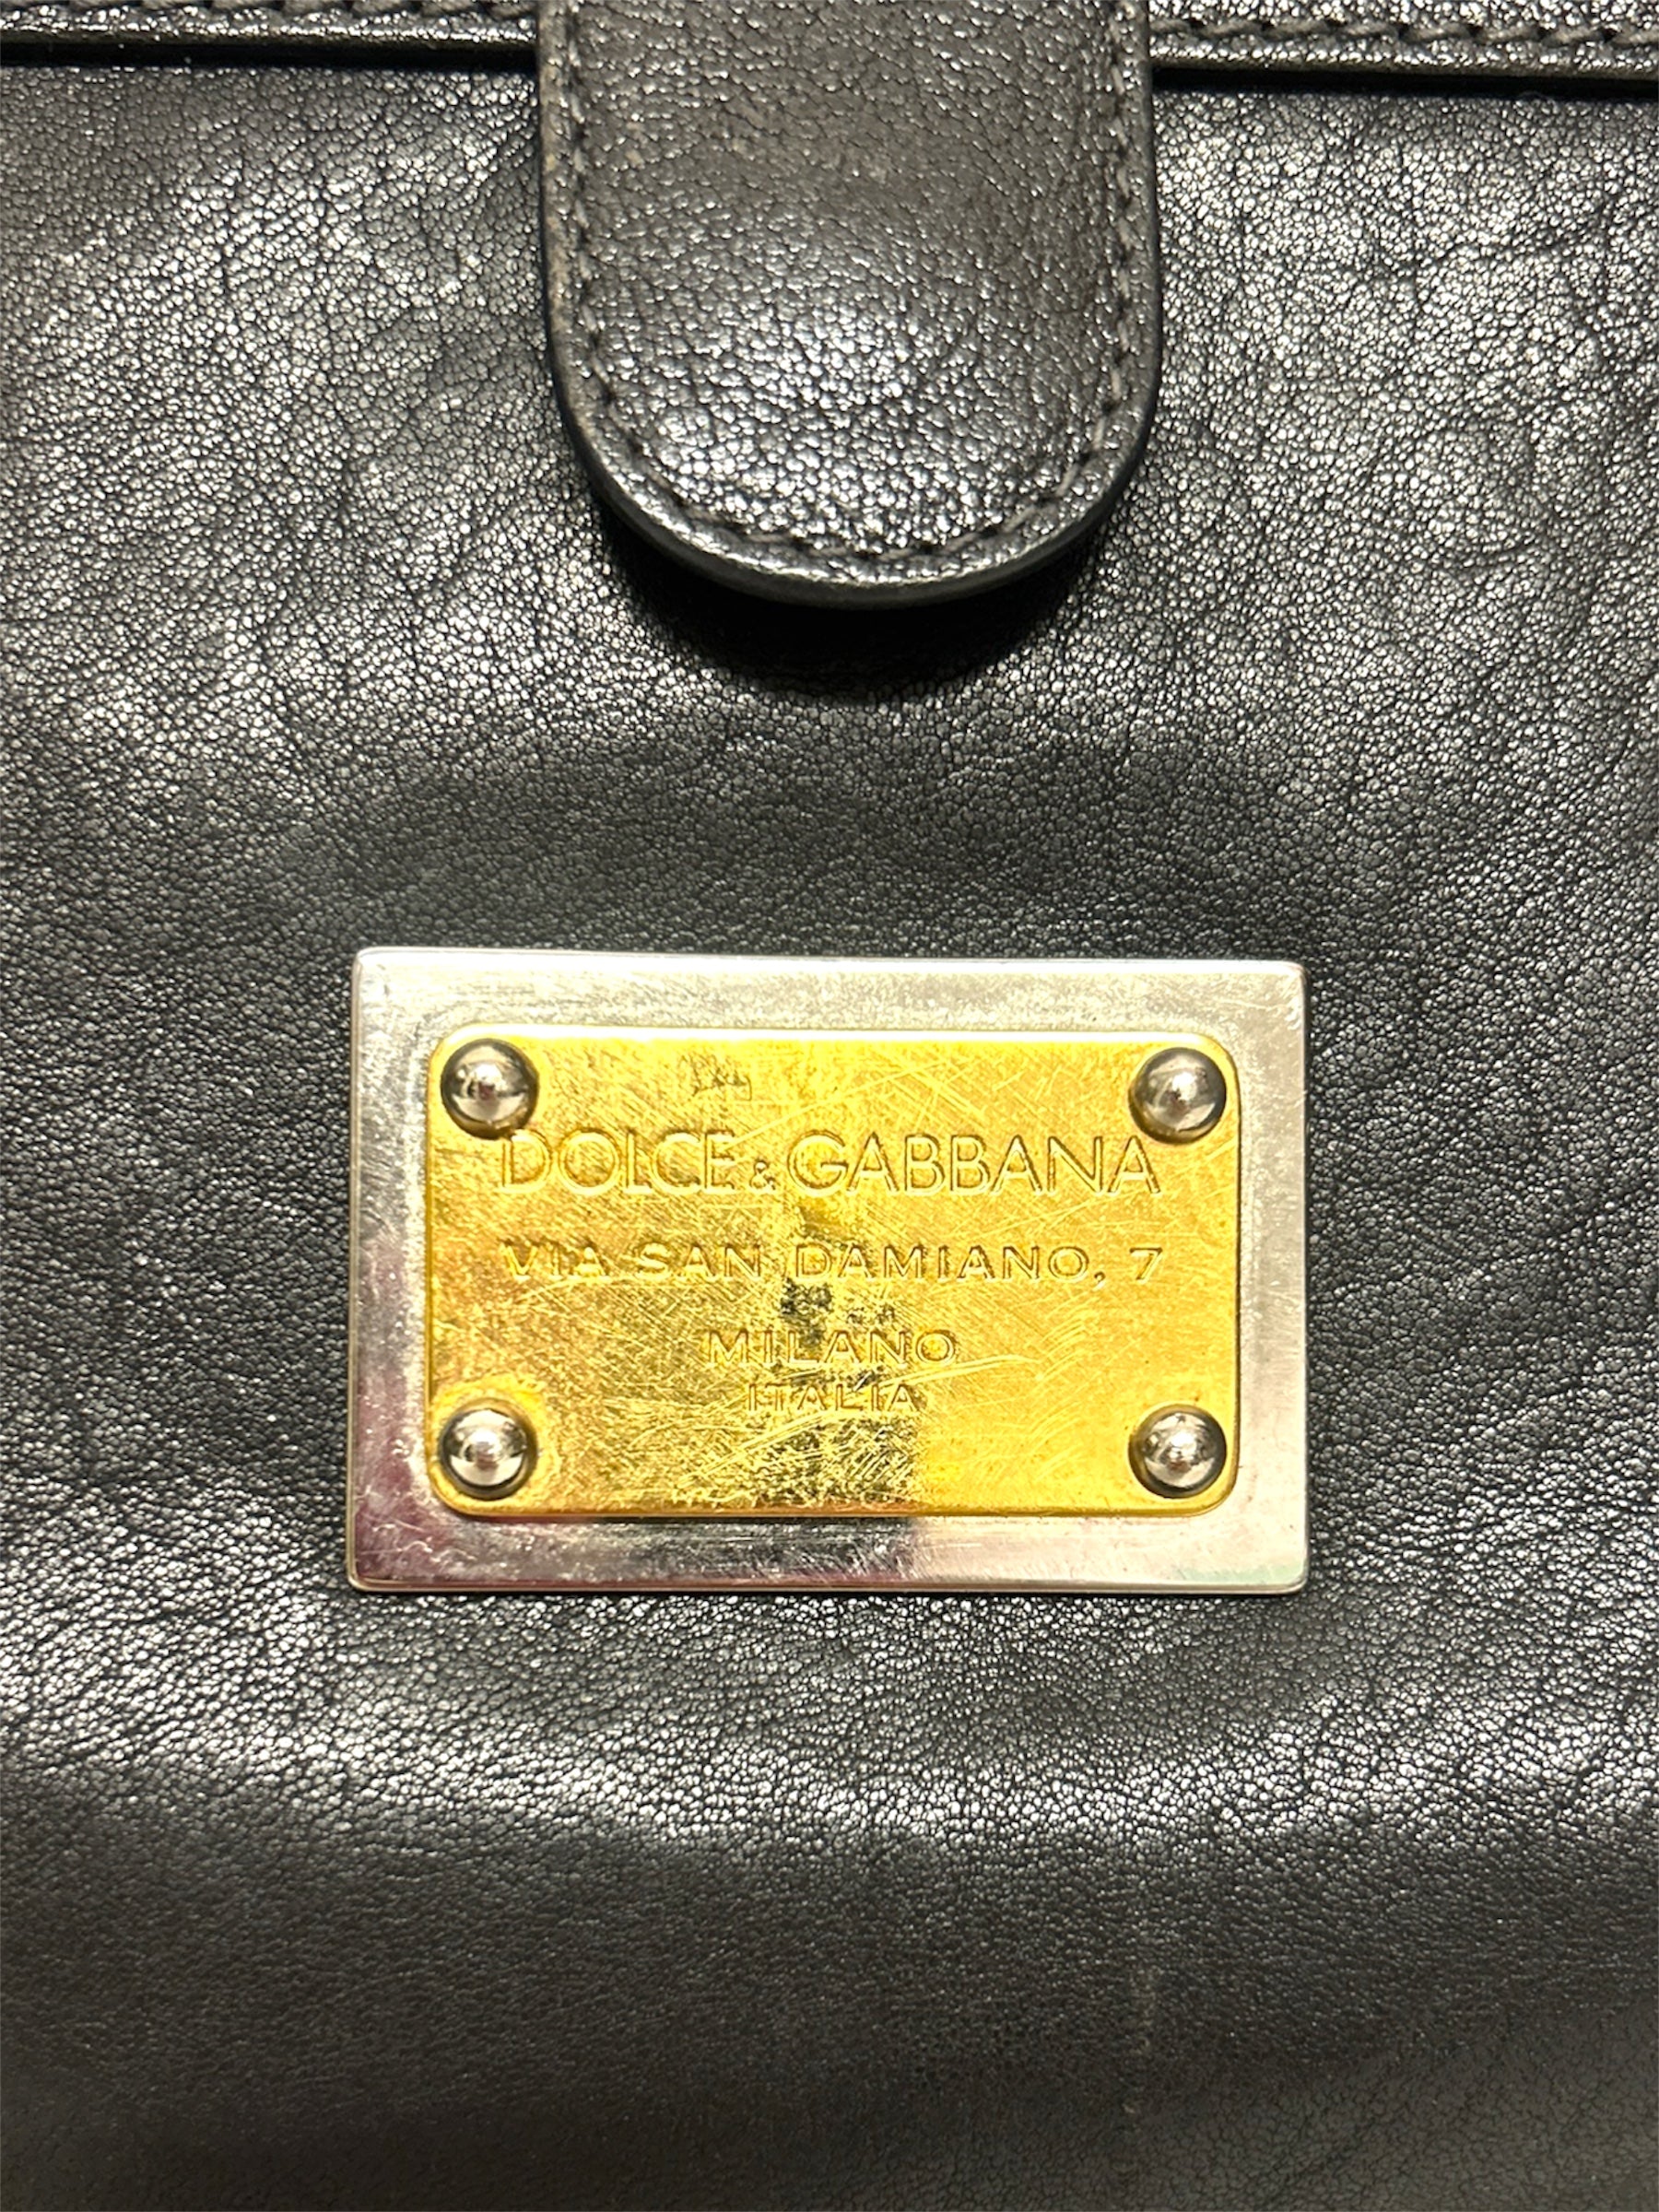 DOLCE & GABBANA
VIA SAN DAMIANO, 7
MILANO
ITALIA